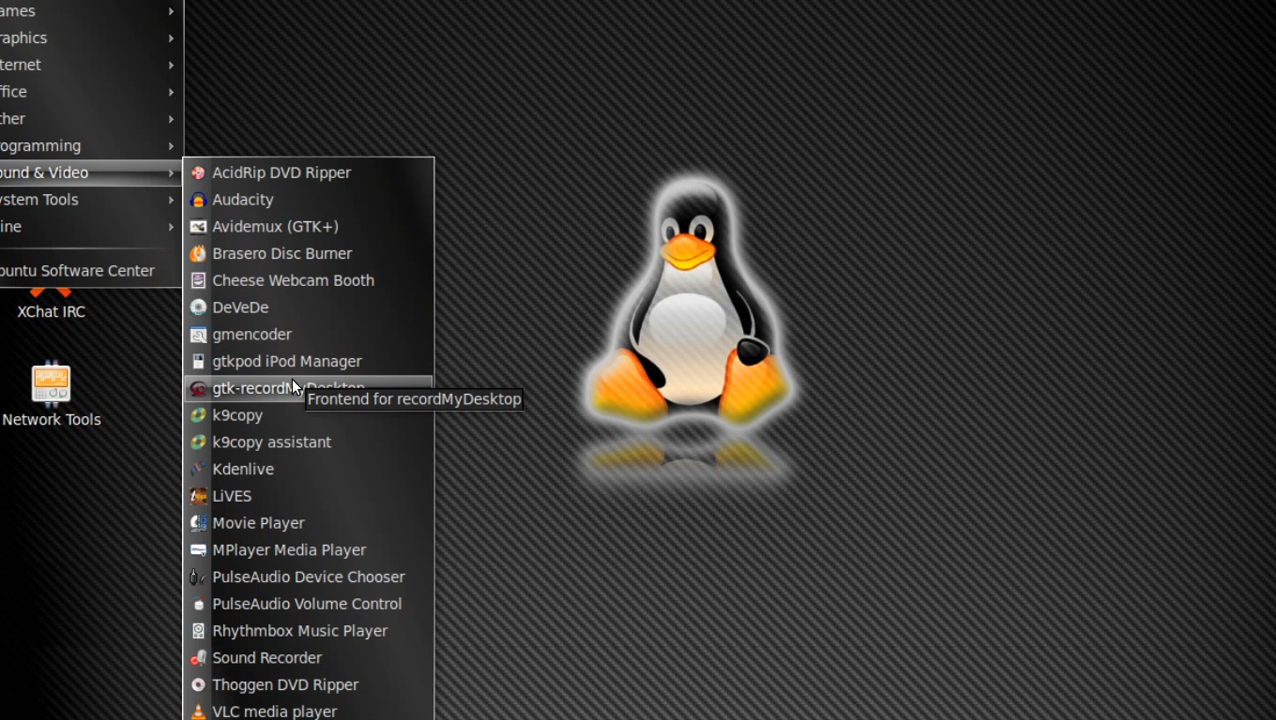 ames
raphics
ternet
ffice
ther
ogramming
ound & Video
ystem Tools
ine
buntu Software Center
XChat IRC
Network Tools
AcidRip DVD Ripper
Audacity
Avidemux (GTK+)
Brasero Disc Burner
Cheese Webcam Booth
DeVeDe
gmencoder
gtkpod iPod Manager
gtk-recordMyDesktop
Frontend for recordMyDesktop
k9copy
k9copy assistant
Kdenlive
LiVES
Movie Player
MPlayer Media Player
PulseAudio Device Chooser
PulseAudio Volume Control
Rhythmbox Music Player
Sound Recorder
Thoggen DVD Ripper
VLC media player